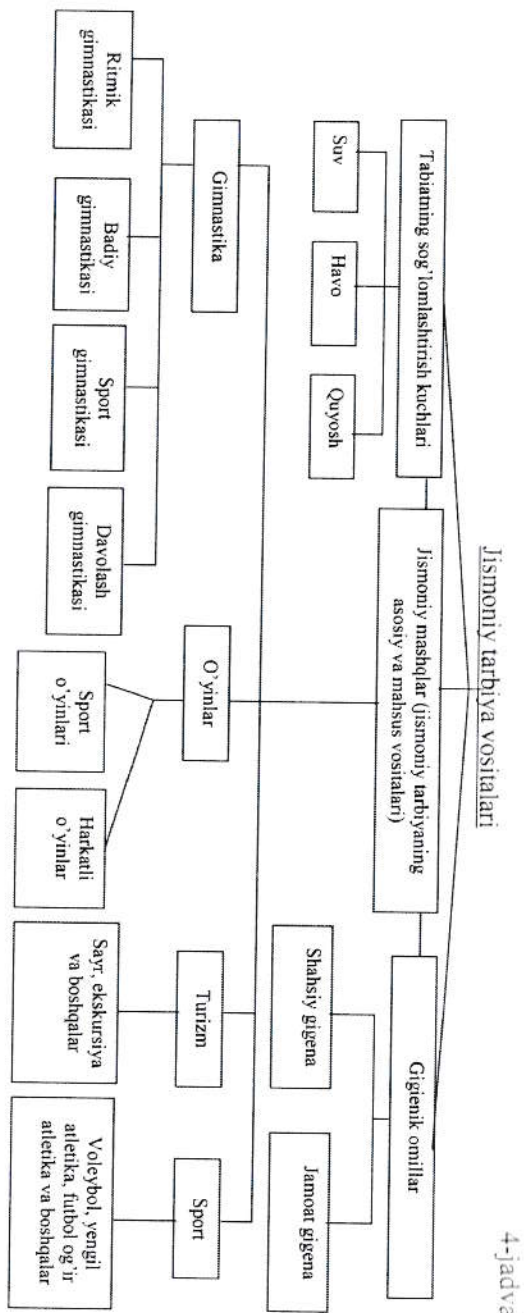 4-jadva
Jismoniy tarbiya vositalari
Tabiatning sog'lomlashtirish kuchlari
Jismoniy mashqlar (jismoniy tarbiyaning
asosiy va mahsus vositalari)
Gigienik omillar
Suv
Havo
Quyosh
Shahsiy gigena
Jamoat gigena
Gimnastika
O'yinlar
Turizm
Sport
Ritmik
gimnastikasi
Badiy
gimnastikasi
Sport
gimnastikasi
Davolash
gimnastikasi
Sport
o'yinlari
Harkatli
o'yinlar
Sayr, ekskursiya
va boshqalar
Voleybol, yengil
atletika, futbol og'ir
atletika va boshqalar